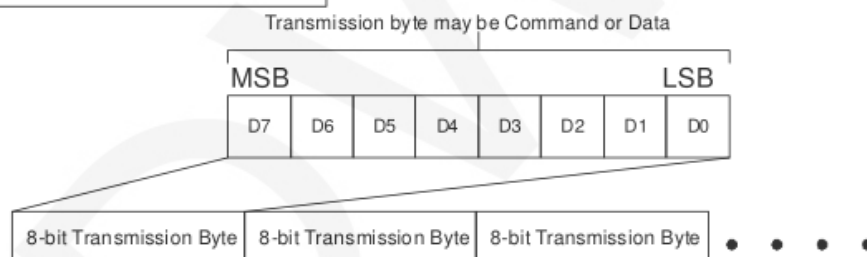 Transmission byte may be Command or Data
MSB LSB
D7 D6 D5 D4 D3 D2 D1 D0
8-bit Transmission Byte 8-bit Transmission Byte 8-bit Transmission Byte